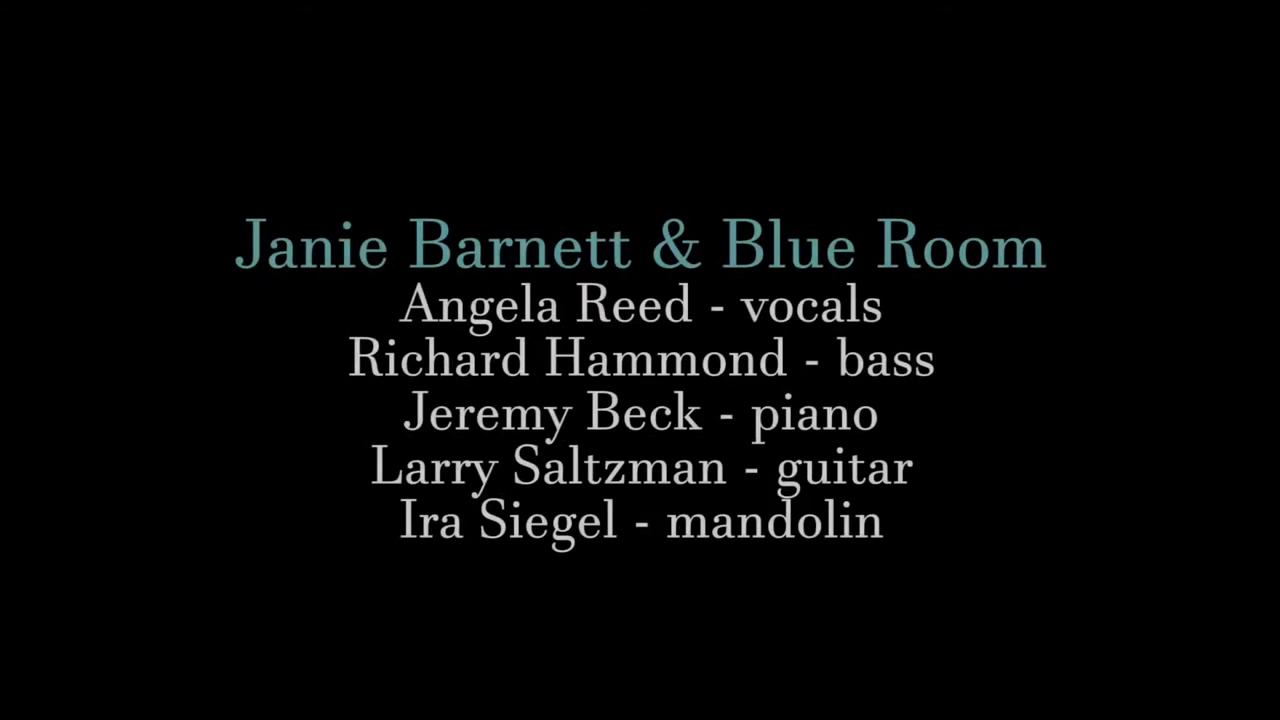 Janie Barnett & Blue Room
Angela Reed - vocals
Richard Hammond - bass
Jeremy Beck - piano
Larry Saltzman - guitar
Ira Siegel - mandolin